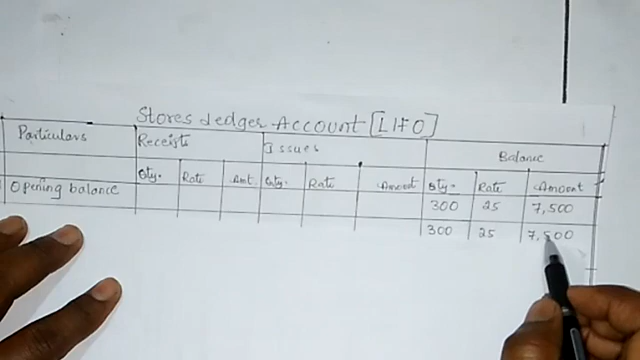 Stores Ledger Account [LIFO]
Particulars Receists Issues Balance
Qty. Rate Amt. Qty. Rate Amount Qty. Rate Amount
Opening balance 300 25 7,500
300 25 7,500